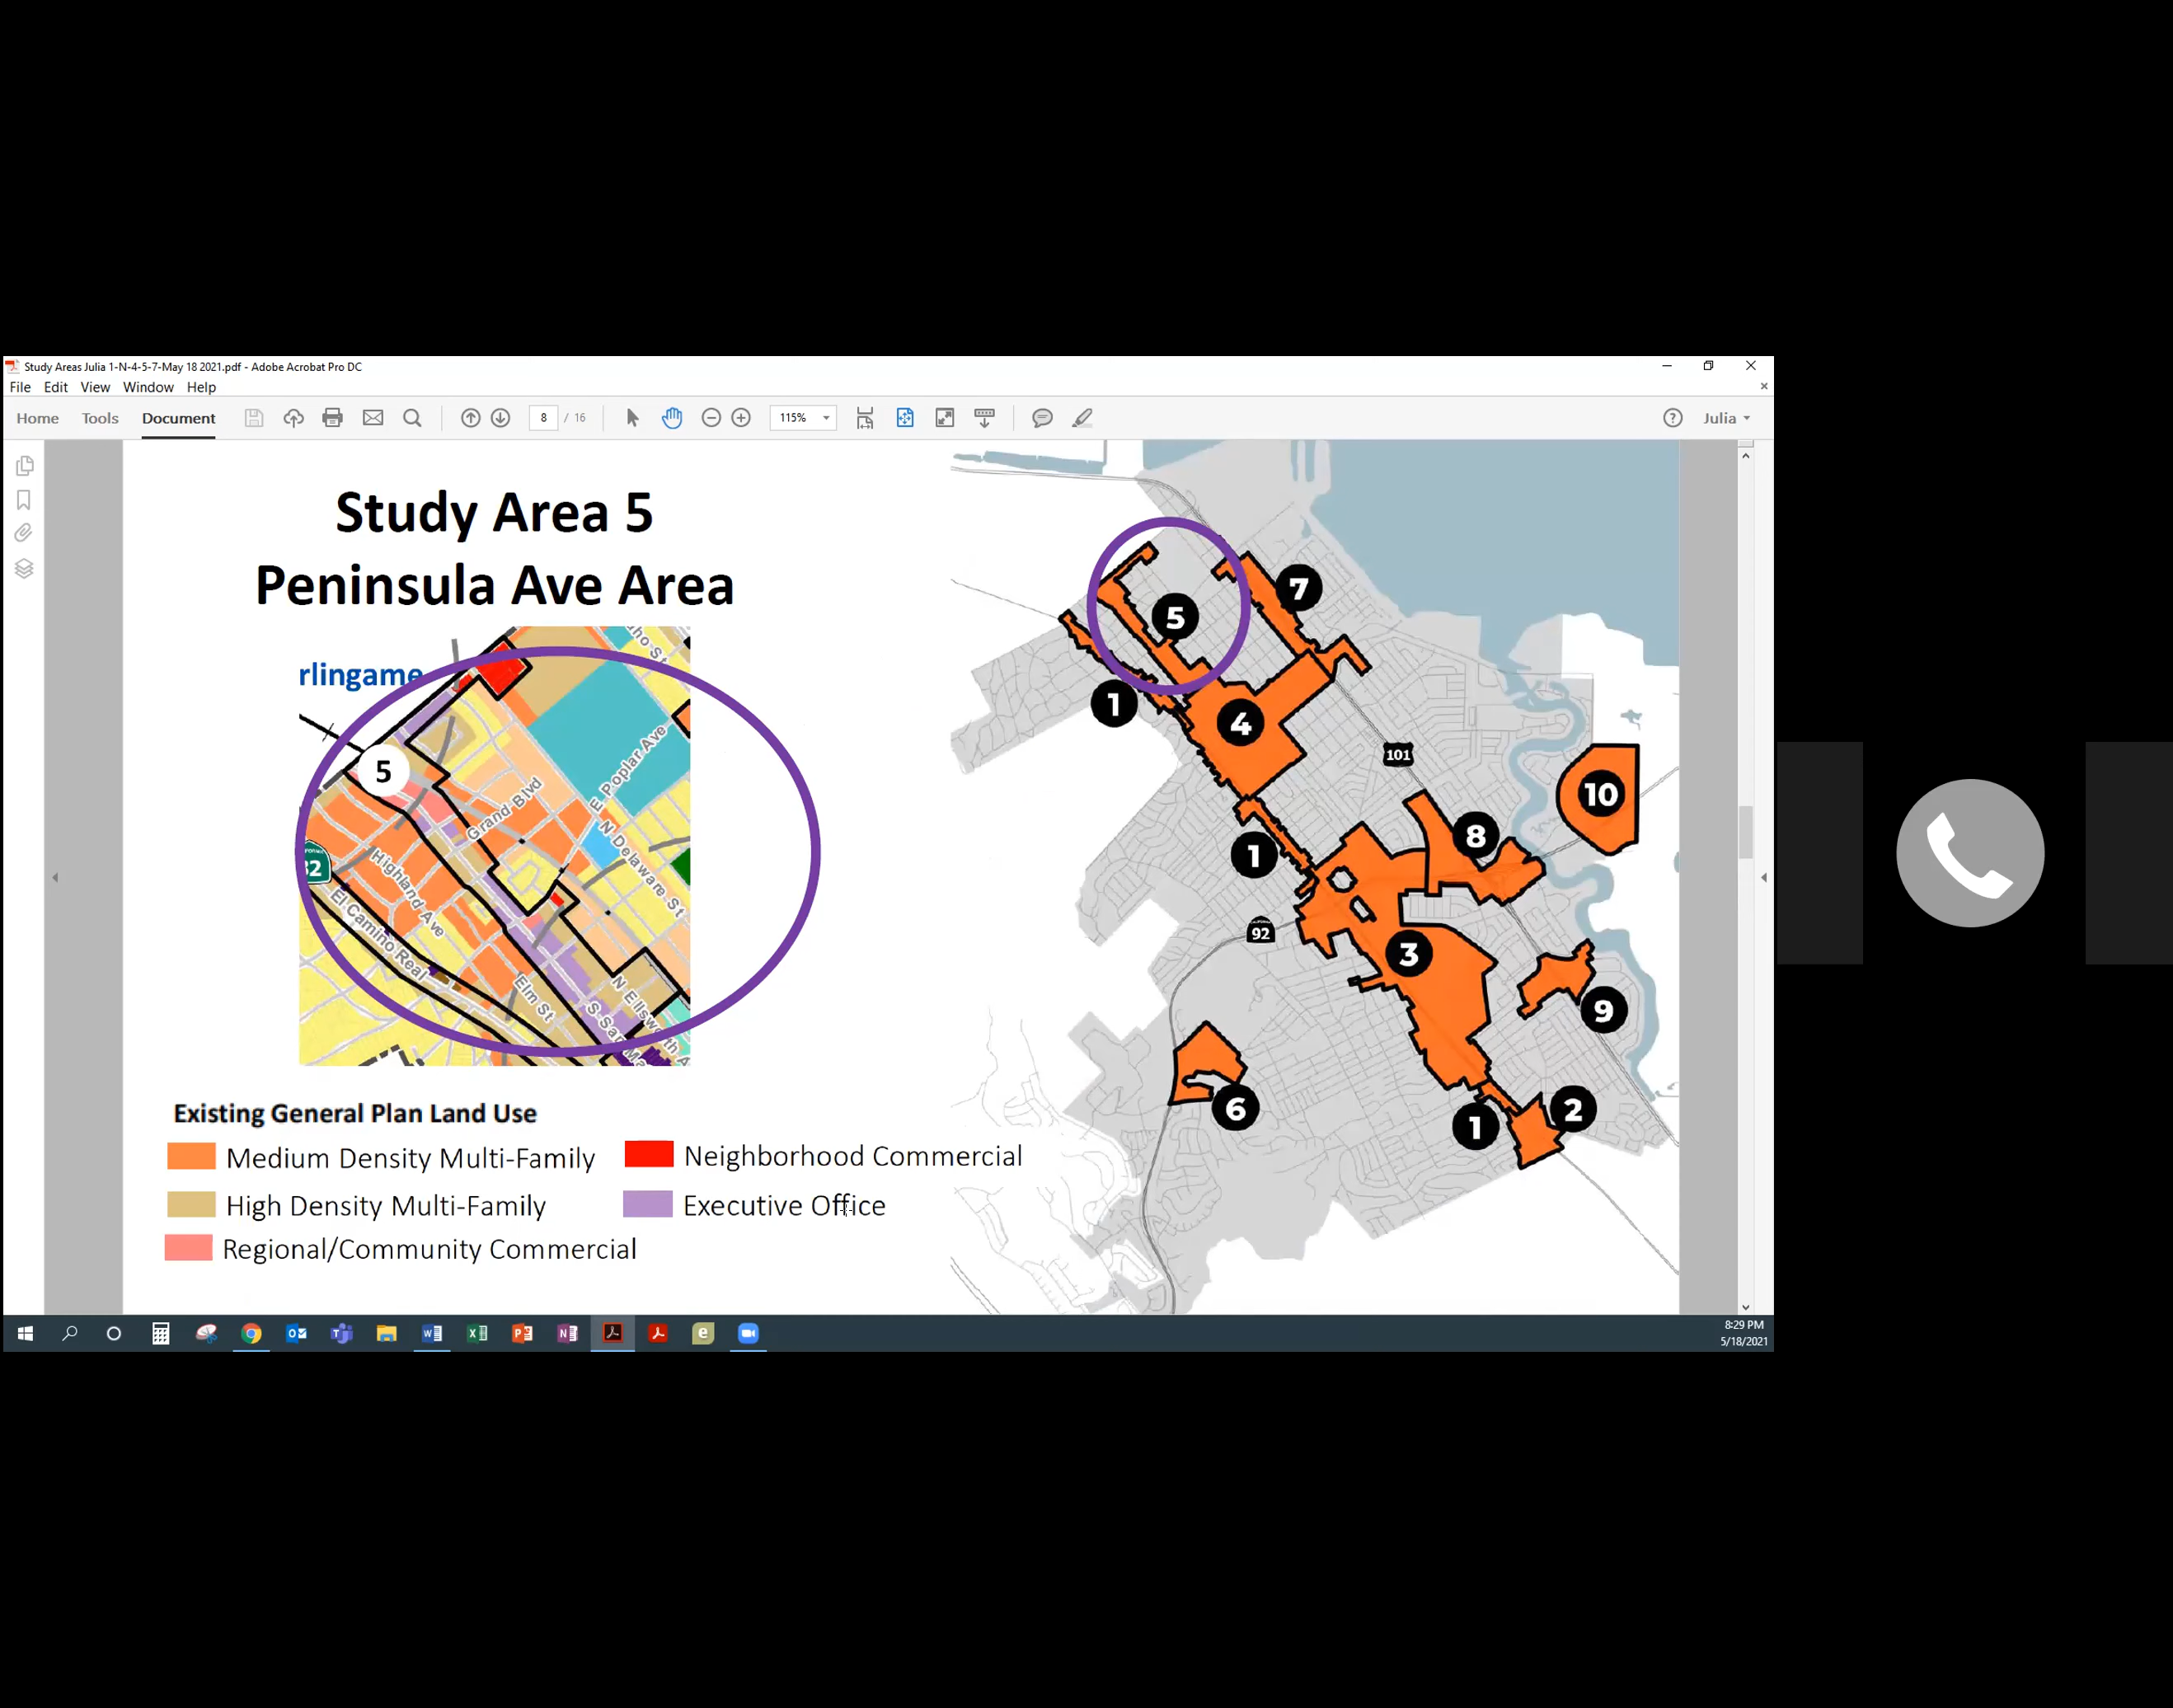 Study Areas Julia 1-N-4-5-7-May 18 2021.pdf - Adobe Acrobat Pro DC
File Edit View Window Help
Home Tools Document 8 / 16 115% Julia
Study Area 5
Peninsula Ave Area
rlingame
5
E Poplar Ave
Grand Blvd
N Delaware St
Highland Ave
El Camino Real
Elm St
N Ellsworth A
S San Ma
Existing General Plan Land Use
Medium Density Multi-Family
Neighborhood Commercial
High Density Multi-Family
Executive Office
Regional/Community Commercial
7
5
1
4
101
10
8
1
92
3
9
6
2
1
8:29 PM
5/18/2021